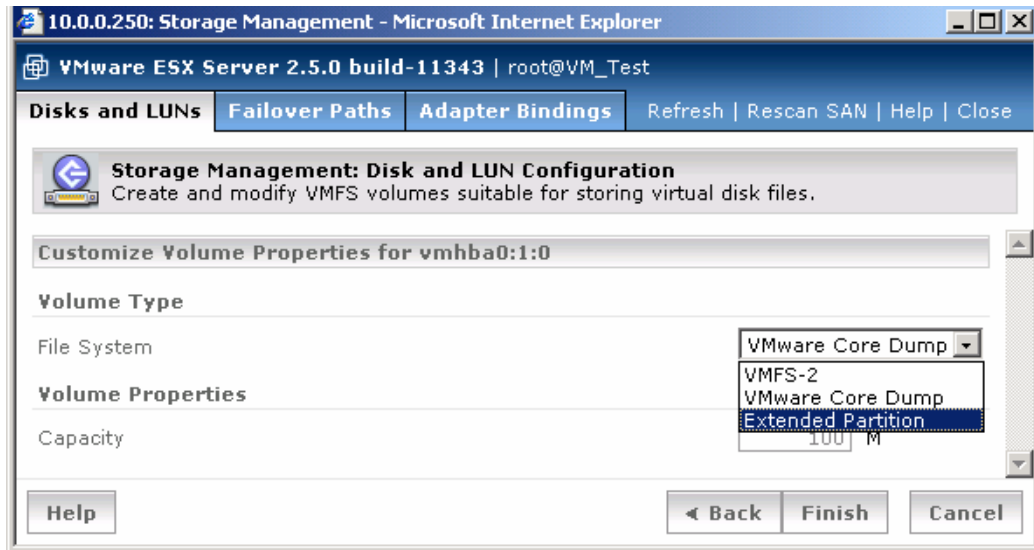 10.0.0.250: Storage Management - Microsoft Internet Explorer
VMware ESX Server 2.5.0 build-11343 | root@VM_Test
Disks and LUNs Failover Paths Adapter Bindings Refresh | Rescan SAN | Help | Close
Storage Management: Disk and LUN Configuration
Create and modify VMFS volumes suitable for storing virtual disk files.
Customize Volume Properties for vmhba0:1:0
Volume Type
File System VMware Core Dump
VMFS-2
VMware Core Dump
Extended Partition
Volume Properties
Capacity 100 M
Help Back Finish Cancel